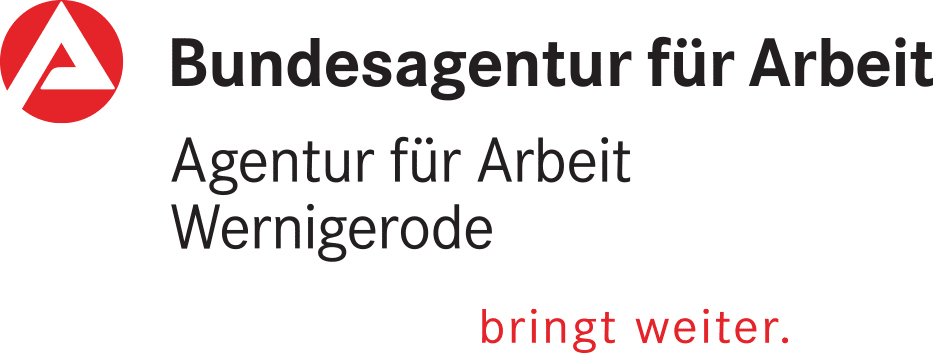 Bundesagentur für Arbeit
Agentur für Arbeit
Wernigerode
bringt weiter.